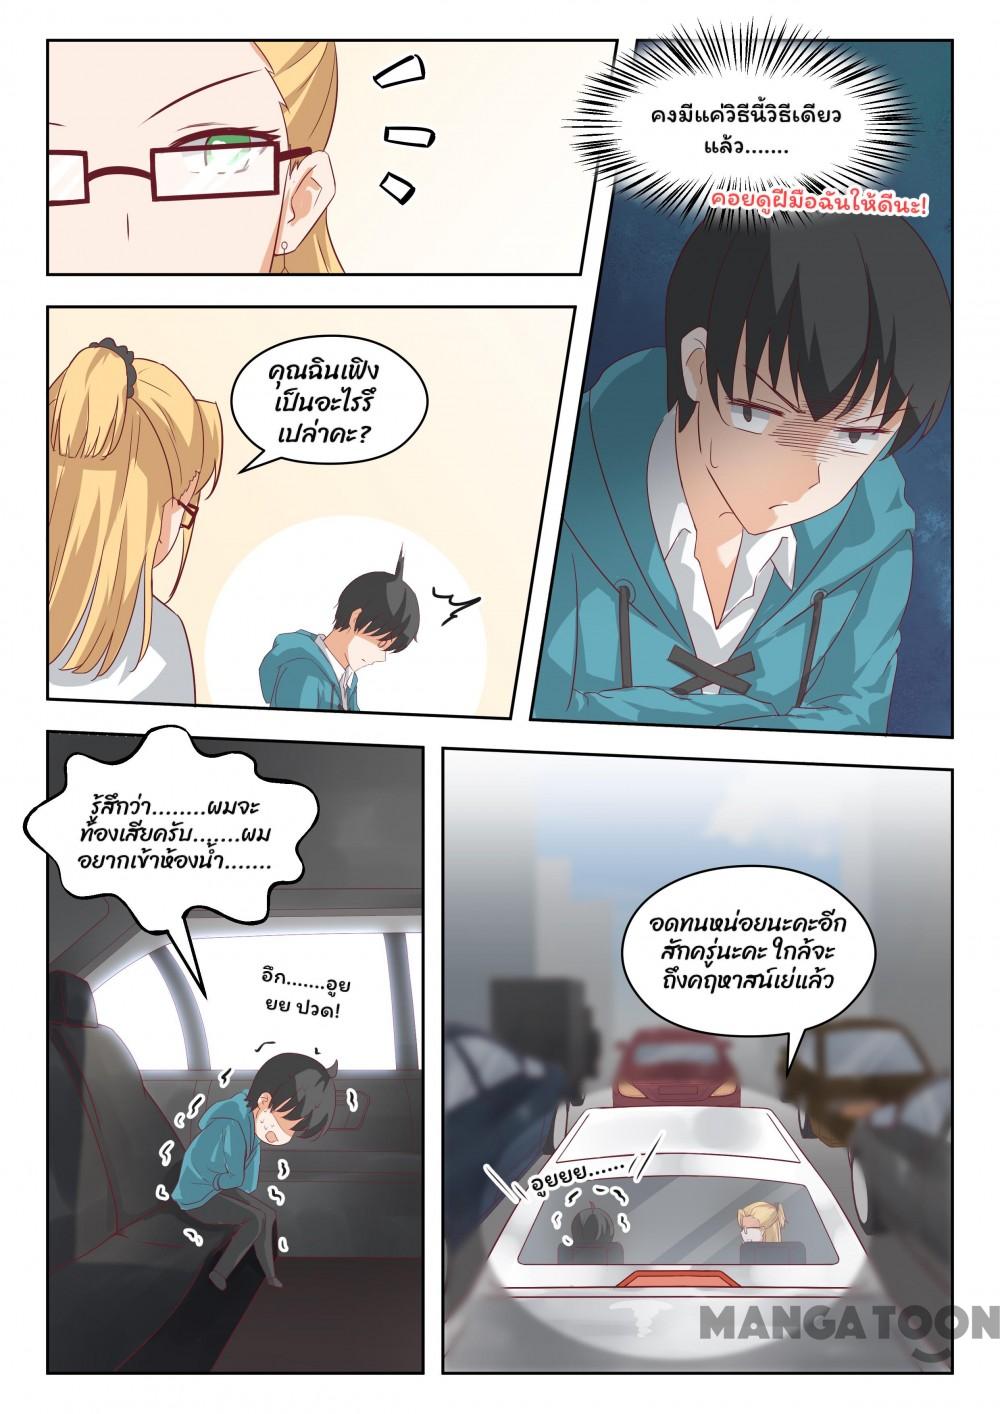 คงมีแค่วิธีนี้วิธีเดียว
แล้ว.......
คอยดูฝีมือฉันให้ดีนะ!
คุณฉินเฟิง
เป็นอะไรรึ
เปล่าคะ?
รู้สึกว่า........ผมจะ
ท้องเสียครับ.......ผม
อยากเข้าห้องน้ำ.......
อึก.......อูย
ยย ปวด!
อดทนหน่อยนะคะอีก
สักครู่นะคะ ใกล้จะ
ถึงคฤหาสน์เย่แล้ว
อูยยย......
MANGATOON